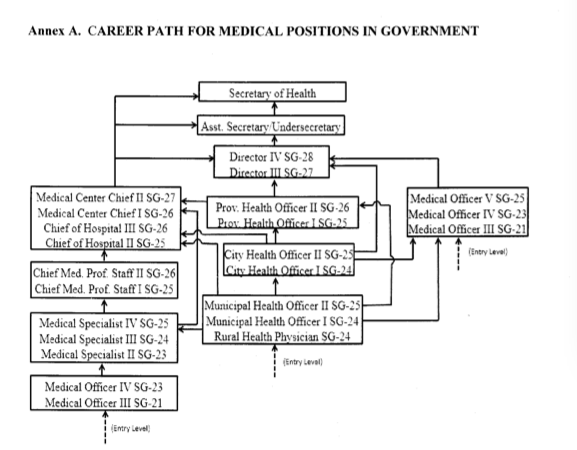 Annex A. CAREER PATH FOR MEDICAL POSITIONS IN GOVERNMENT
Secretary of Health
Asst. Secretary/Undersecretary
Director IV SG-28
Director III SG-27
Medical Center Chief II SG-27
Medical Center Chief I SG-26
Chief of Hospital III SG-26
Chief of Hospital II SG-25
Prov. Health Officer II SG-26
Prov. Health Officer I SG-25
Medical Officer V SG-25
Medical Officer IV SG-23
Medical Officer III SG-21
(Entry Level)
City Health Officer II SG-25
City Health Officer I SG-24
Chief Med. Prof. Staff II SG-26
Chief Med. Prof. Staff I SG-25
Municipal Health Officer II SG-25
Municipal Health Officer I SG-24
Rural Health Physician SG-24
(Entry Level)
Medical Specialist IV SG-25
Medical Specialist III SG-24
Medical Specialist II SG-23
Medical Officer IV SG-23
Medical Officer III SG-21
(Entry Level)